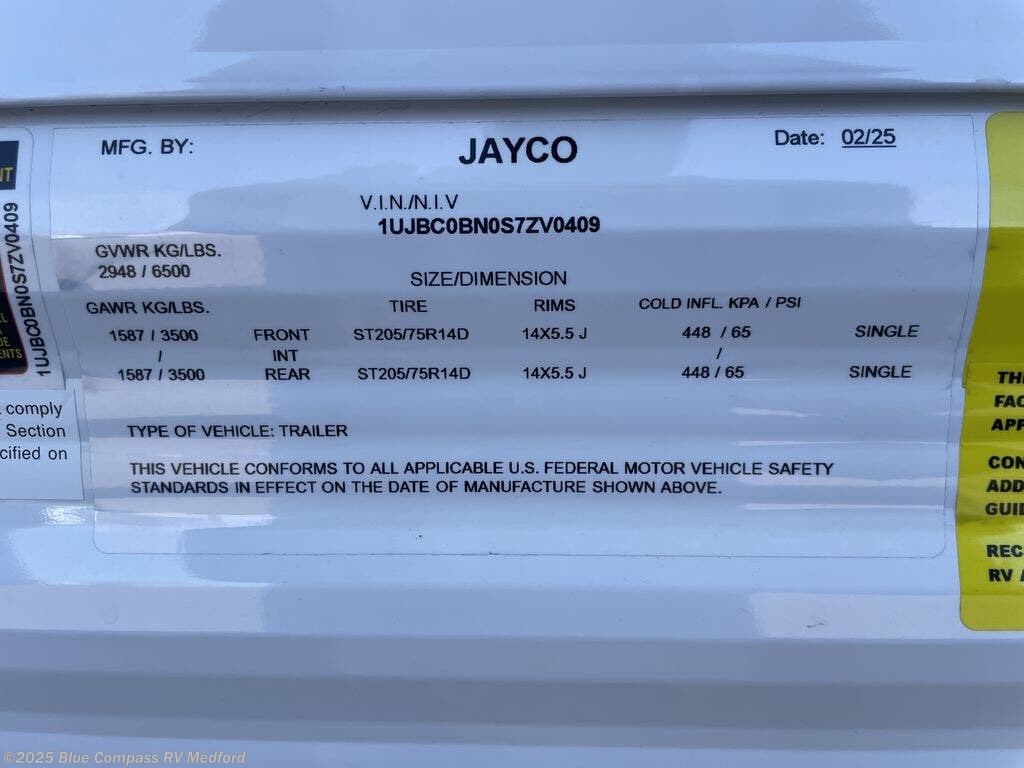 MFG. BY: JAYCO Date: 02/25
V.I.N./N.I.V
1UJBC0BN0S7ZV0409
GVWR KG/LBS.
2948 / 6500
SIZE/DIMENSION
GAWR KG/LBS. TIRE RIMS COLD INFL. KPA / PSI
1587 / 3500 FRONT ST205/75R14D 14X5.5 J 448 / 65 SINGLE
/ INT /
1587 / 3500 REAR ST205/75R14D 14X5.5 J 448 / 65 SINGLE
TYPE OF VEHICLE: TRAILER
THIS VEHICLE CONFORMS TO ALL APPLICABLE U.S. FEDERAL MOTOR VEHICLE SAFETY
STANDARDS IN EFFECT ON THE DATE OF MANUFACTURE SHOWN ABOVE.
1UJBC0BN0S7ZV0409
comply
Section
cified on
TH
FAC
APP
CON
ADD
GUID
REC
RV
©2025 Blue Compass RV Medford